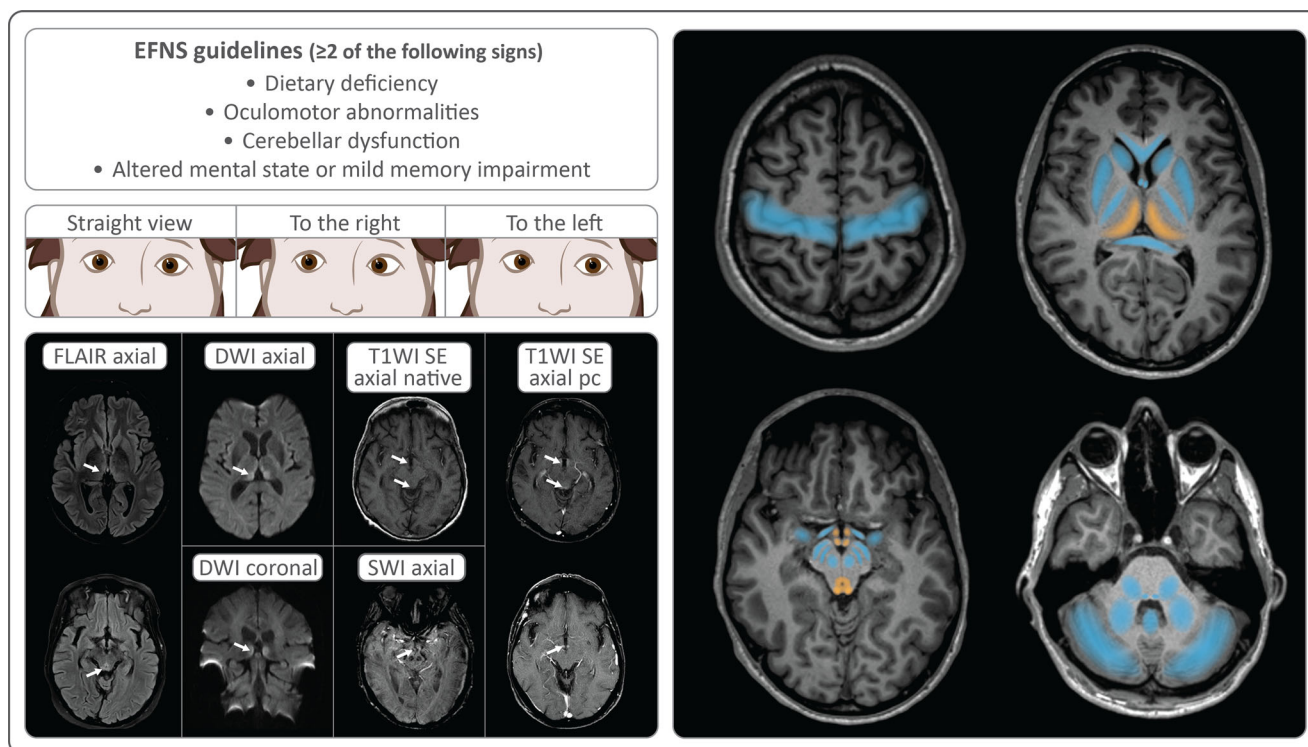 EFNS guidelines (≥2 of the following signs)
• Dietary deficiency
• Oculomotor abnormalities
• Cerebellar dysfunction
• Altered mental state or mild memory impairment
Straight view
To the right
To the left
FLAIR axial
DWI axial
T1WI SE
axial native
T1WI SE
axial pc
DWI coronal
SWI axial